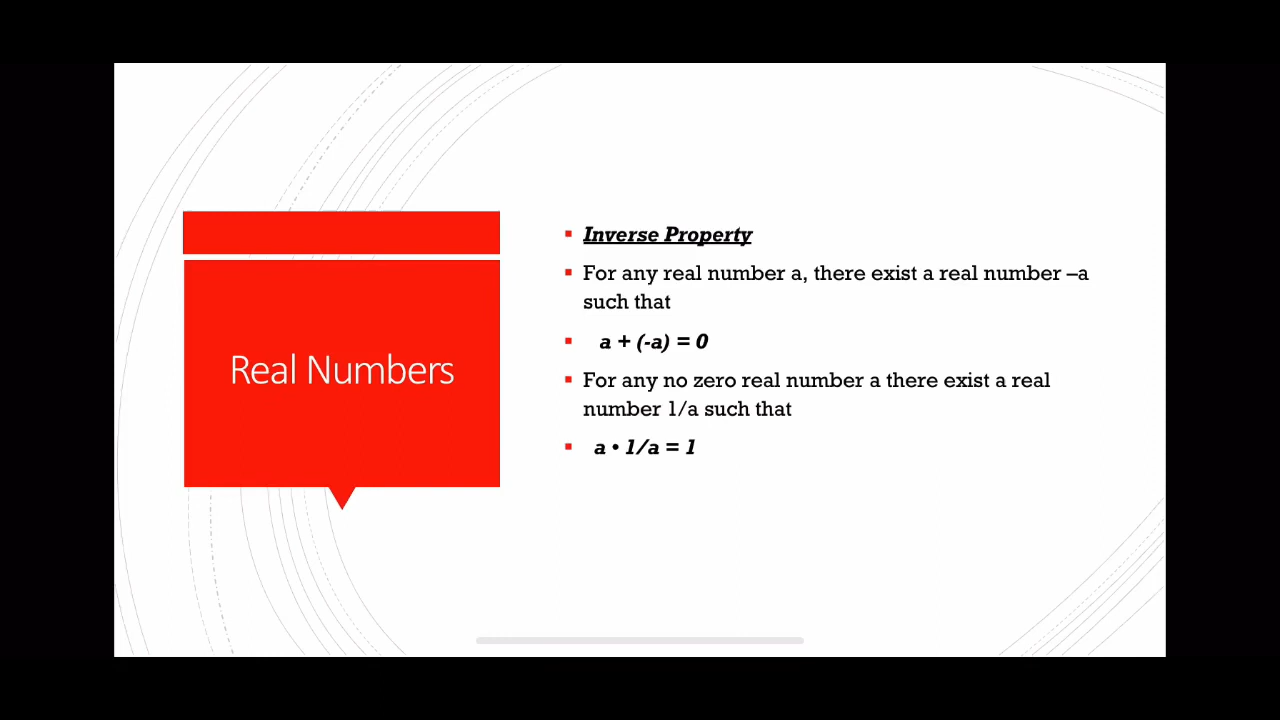 Real Numbers
Inverse Property
For any real number a, there exist a real number –a
such that
a + (-a) = 0
For any no zero real number a there exist a real
number 1/a such that
a • 1/a = 1